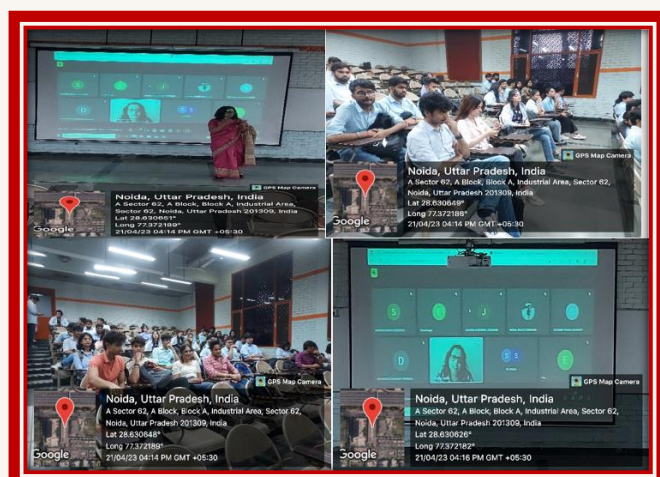 GPS Map Camera
Noida, Uttar Pradesh, India
A Sector 62, A Block, Block A, Industrial Area,
Sector 62, Noida, Uttar Pradesh 201309, India
Lat 28.630661°
Long 77.372189°
21/04/23 04:14 PM GMT +05:30
Google
GPS Map Camera
Noida, Uttar Pradesh, India
A Sector 62, A Block, Block A, Industrial Area, Sector 62,
Noida, Uttar Pradesh 201309, India
Lat 28.630649°
Long 77.372188°
21/04/23 04:14 PM GMT +05:30
Google
GPS Map Camera
Noida, Uttar Pradesh, India
A Sector 62, A Block, Block A, Industrial Area, Sector 62,
Noida, Uttar Pradesh 201309, India
Lat 28.630648°
Long 77.372189°
21/04/23 04:14 PM GMT +05:30
Google
S
J
D
S S
E
GPS Map Camera
Noida, Uttar Pradesh, India
A Sector 62, A Block, Block A, Industrial Area, Sector 62,
Noida, Uttar Pradesh 201309, India
Lat 28.630626°
Long 77.372182°
21/04/23 04:16 PM GMT +05:30
Google